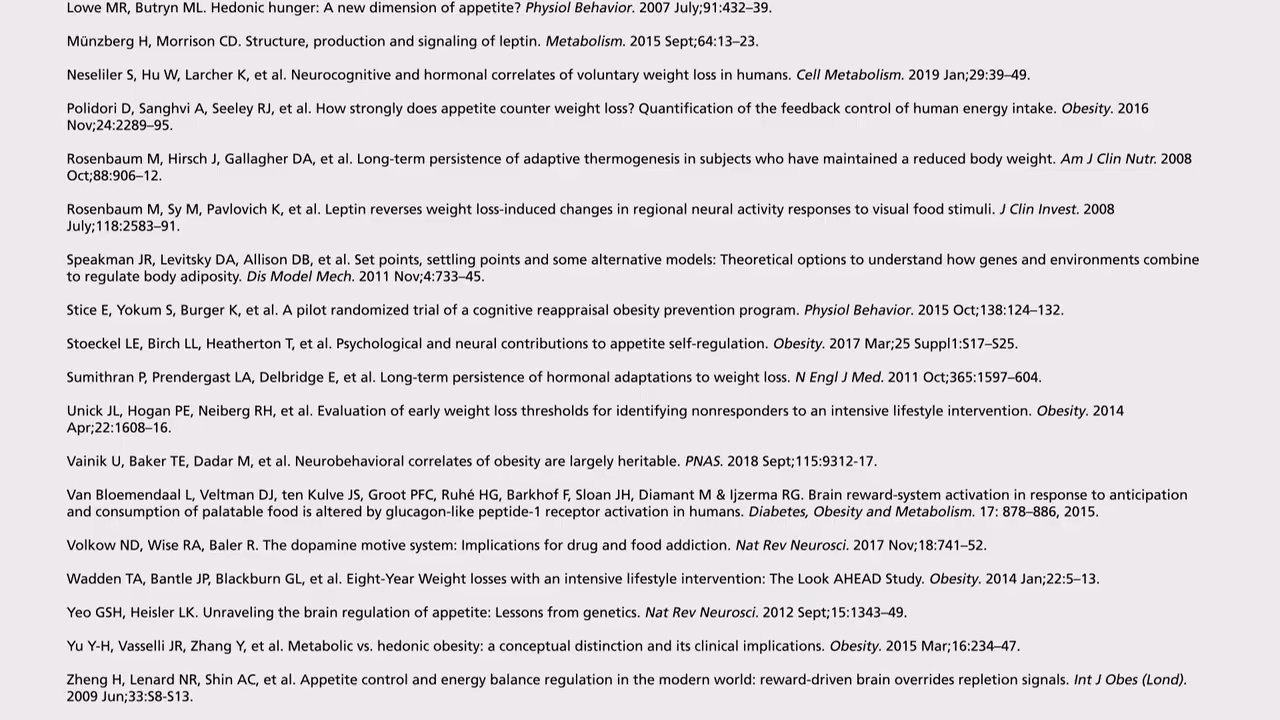 Lowe MR, Butryn ML. Hedonic hunger: A new dimension of appetite? Physiol Behavior. 2007 July;91:432–39.
Münzberg H, Morrison CD. Structure, production and signaling of leptin. Metabolism. 2015 Sept;64:13–23.
Neseliler S, Hu W, Larcher K, et al. Neurocognitive and hormonal correlates of voluntary weight loss in humans. Cell Metabolism. 2019 Jan;29:39–49.
Polidori D, Sanghvi A, Seeley RJ, et al. How strongly does appetite counter weight loss? Quantification of the feedback control of human energy intake. Obesity. 2016
Nov;24:2289–95.
Rosenbaum M, Hirsch J, Gallagher DA, et al. Long-term persistence of adaptive thermogenesis in subjects who have maintained a reduced body weight. Am J Clin Nutr. 2008
Oct;88:906–12.
Rosenbaum M, Sy M, Pavlovich K, et al. Leptin reverses weight loss-induced changes in regional neural activity responses to visual food stimuli. J Clin Invest. 2008
July;118:2583–91.
Speakman JR, Levitsky DA, Allison DB, et al. Set points, settling points and some alternative models: Theoretical options to understand how genes and environments combine
to regulate body adiposity. Dis Model Mech. 2011 Nov;4:733–45.
Stice E, Yokum S, Burger K, et al. A pilot randomized trial of a cognitive reappraisal obesity prevention program. Physiol Behavior. 2015 Oct;138:124–132.
Stoeckel LE, Birch LL, Heatherton T, et al. Psychological and neural contributions to appetite self-regulation. Obesity. 2017 Mar;25 Suppl1:S17–S25.
Sumithran P, Prendergast LA, Delbridge E, et al. Long-term persistence of hormonal adaptations to weight loss. N Engl J Med. 2011 Oct;365:1597–604.
Unick JL, Hogan PE, Neiberg RH, et al. Evaluation of early weight loss thresholds for identifying nonresponders to an intensive lifestyle intervention. Obesity. 2014
Apr;22:1608–16.
Vainik U, Baker TE, Dadar M, et al. Neurobehavioral correlates of obesity are largely heritable. PNAS. 2018 Sept;115:9312-17.
Van Bloemendaal L, Veltman DJ, ten Kulve JS, Groot PFC, Ruhé HG, Barkhof F, Sloan JH, Diamant M & Ijzerma RG. Brain reward-system activation in response to anticipation
and consumption of palatable food is altered by glucagon-like peptide-1 receptor activation in humans. Diabetes, Obesity and Metabolism. 17: 878–886, 2015.
Volkow ND, Wise RA, Baler R. The dopamine motive system: Implications for drug and food addiction. Nat Rev Neurosci. 2017 Nov;18:741–52.
Wadden TA, Bantle JP, Blackburn GL, et al. Eight-Year Weight losses with an intensive lifestyle intervention: The Look AHEAD Study. Obesity. 2014 Jan;22:5–13.
Yeo GSH, Heisler LK. Unraveling the brain regulation of appetite: Lessons from genetics. Nat Rev Neurosci. 2012 Sept;15:1343–49.
Yu Y-H, Vasselli JR, Zhang Y, et al. Metabolic vs. hedonic obesity: a conceptual distinction and its clinical implications. Obesity. 2015 Mar;16:234–47.
Zheng H, Lenard NR, Shin AC, et al. Appetite control and energy balance regulation in the modern world: reward-driven brain overrides repletion signals. Int J Obes (Lond).
2009 Jun;33:S8-S13.